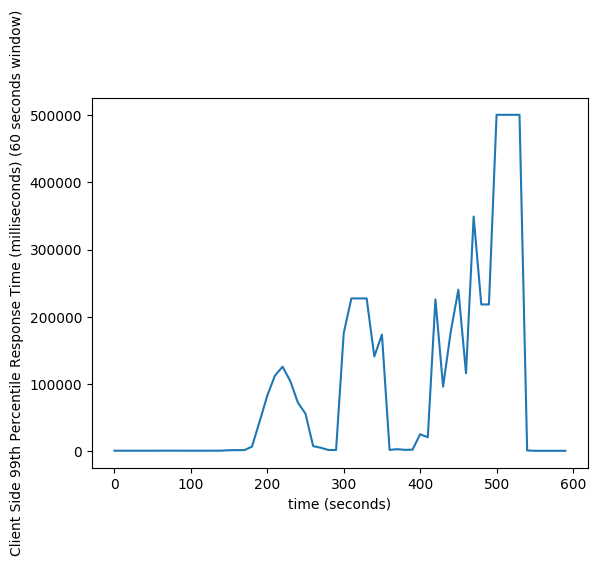 Client Side 99th Percentile Response Time (milliseconds) (60 seconds window)
500000
400000
300000
200000
100000
0
0 100 200 300 400 500 600
time (seconds)